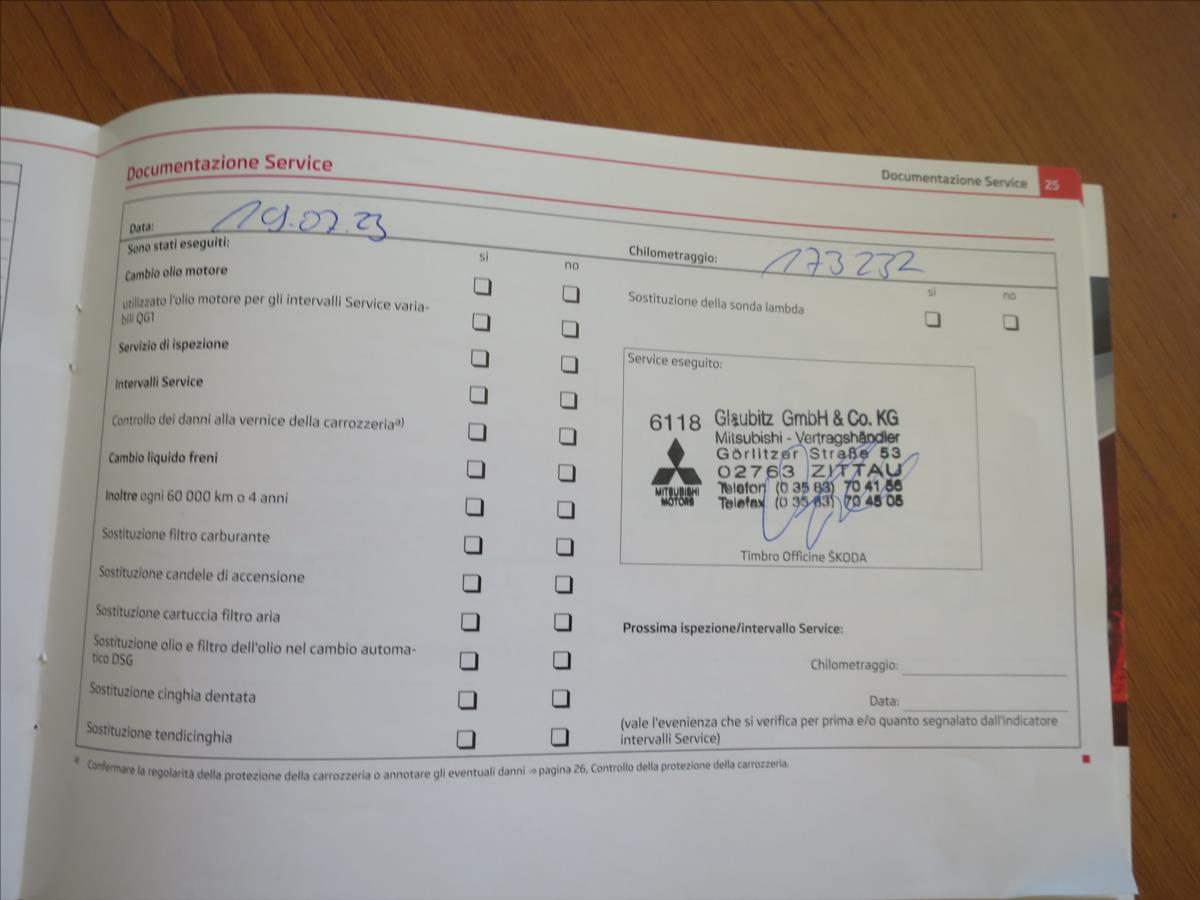 Documentazione Service
Documentazione Service 25
Data: 19.07.23
Sono stati eseguiti:
sì no
Cambio olio motore
utilizzato l'olio motore per gli intervalli Service varia-
bili QG1
Servizio di ispezione
Intervalli Service
Controllo dei danni alla vernice della carrozzeriaa)
Cambio liquido freni
Inoltre ogni 60 000 km o 4 anni
Sostituzione filtro carburante
Sostituzione candele di accensione
Sostituzione cartuccia filtro aria
Sostituzione olio e filtro dell'olio nel cambio automa-
tico DSG
Sostituzione cinghia dentata
Sostituzione tendicinghia
Chilometraggio: 173232
sì no
Sostituzione della sonda lambda
Service eseguito:
6118 Glaubitz GmbH & Co. KG
Mitsubishi - Vertragshändler
Görlitzer Straße 53
02763 ZITTAU
MITSUBISHI
MOTORS
Telefon (0 35 83) 70 41 56
Telefax (0 35 83) 70 45 05
Timbro Officine ŠKODA
Prossima ispezione/intervallo Service:
Chilometraggio:
Data:
(vale l'evenienza che si verifica per prima e/o quanto segnalato dall'indicatore
intervalli Service)
a) Confermare la regolarità della protezione della carrozzeria o annotare gli eventuali danni ⇒ pagina 26, Controllo della protezione della carrozzeria.